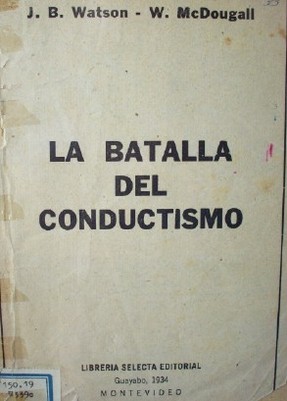 J. B. Watson - W. McDougall
LA BATALLA
DEL
CONDUCTISMO
LIBRERIA SELECTA EDITORIAL
Guayabo, 1934
MONTEVIDEO
150.19